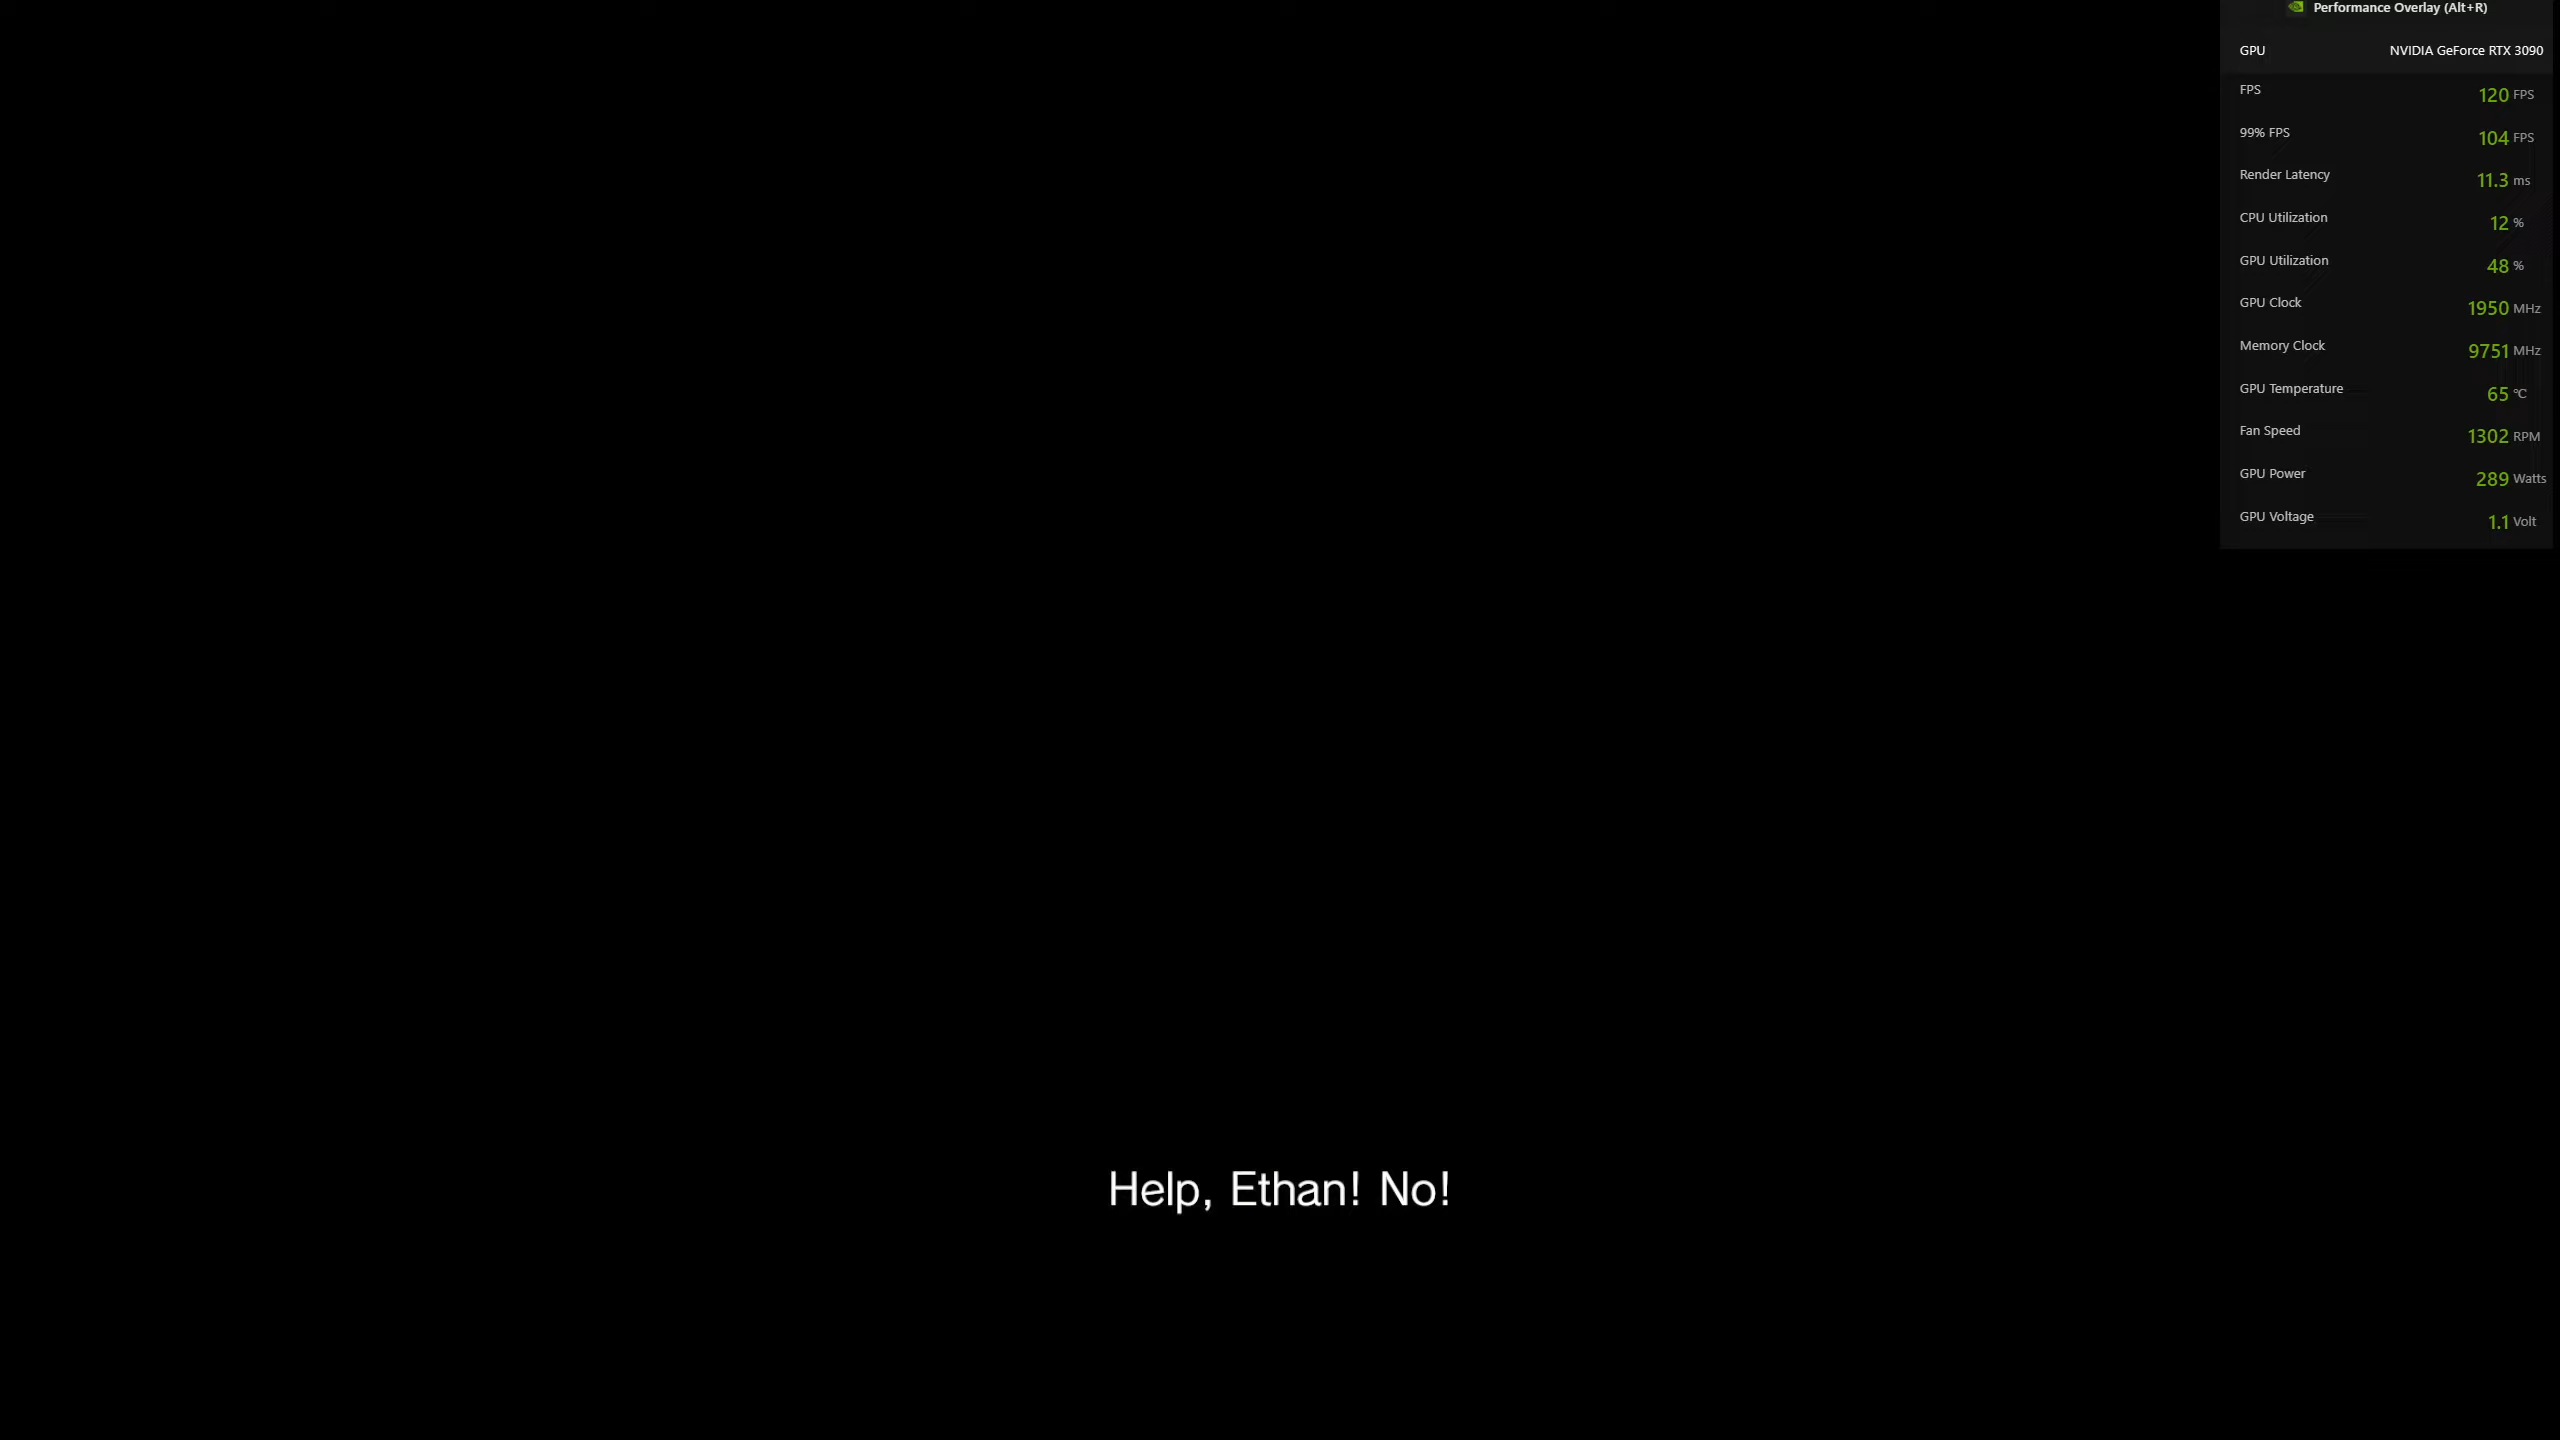 Performance Overlay (Alt+R)
GPU NVIDIA GeForce RTX 3090
FPS 120 FPS
99% FPS 104 FPS
Render Latency 11.3 ms
CPU Utilization 12 %
GPU Utilization 48 %
GPU Clock 1950 MHz
Memory Clock 9751 MHz
GPU Temperature 65 °C
Fan Speed 1302 RPM
GPU Power 289 Watts
GPU Voltage 1.1 Volt
Help, Ethan! No!